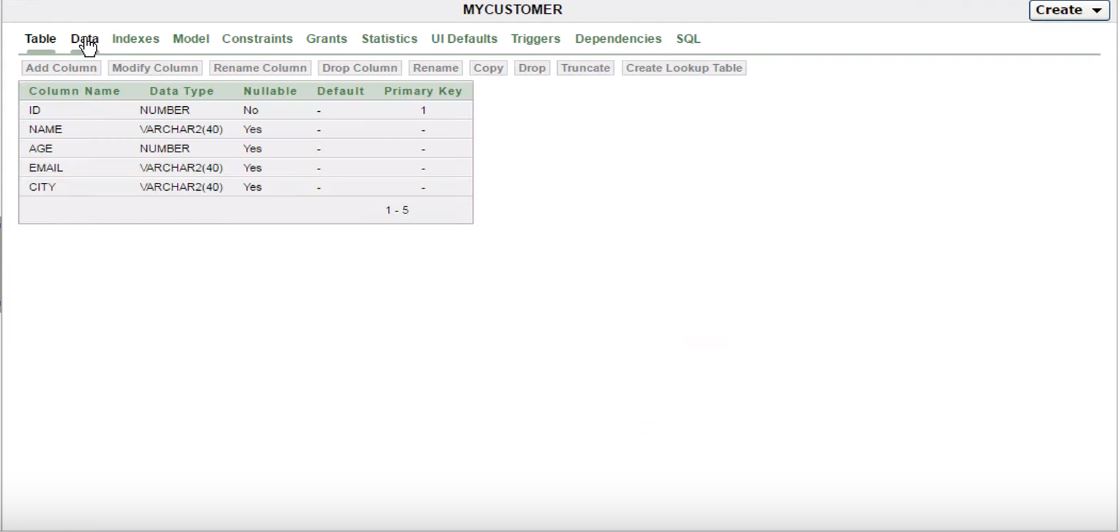 MYCUSTOMER
Create
Table Data Indexes Model Constraints Grants Statistics UI Defaults Triggers Dependencies SQL
Add Column Modify Column Rename Column Drop Column Rename Copy Drop Truncate Create Lookup Table
Column Name Data Type Nullable Default Primary Key
ID NUMBER No - 1
NAME VARCHAR2(40) Yes - -
AGE NUMBER Yes - -
EMAIL VARCHAR2(40) Yes - -
CITY VARCHAR2(40) Yes - -
1 - 5